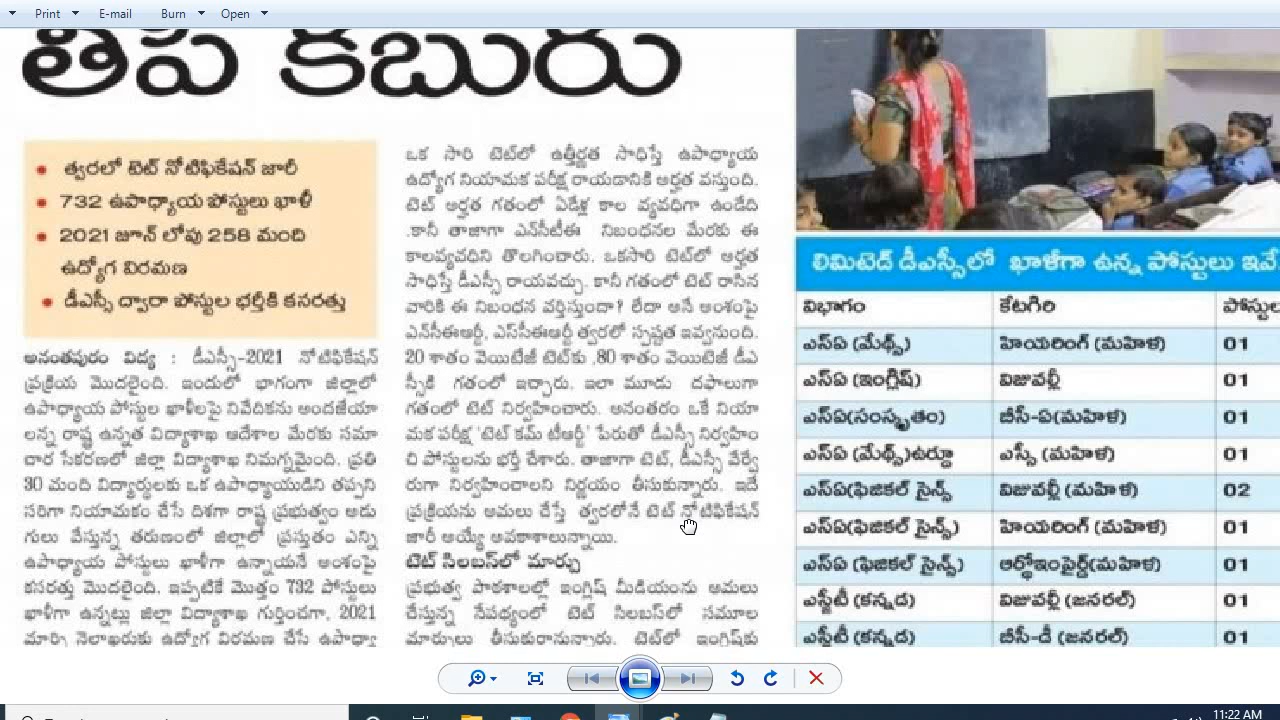 Print E-mail Burn Open
తీపి కబురు
• త్వరలో టెట్ నోటిఫికేషన్ జారీ
• 732 ఉపాధ్యాయ పోస్టులు ఖాళీ
• 2021 జూన్ లోపు 258 మంది
ఉద్యోగ విరమణ
• డీఎస్సీ ద్వారా పోస్టుల భర్తీకి కసరత్తు
అనంతపురం విద్య : డీఎస్సీ-2021 నోటిఫికేషన్
ప్రక్రియ మొదలైంది. ఇందులో భాగంగా జిల్లాలో
ఉపాధ్యాయ పోస్టుల ఖాళీలపై నివేదికను అందజేయా
లన్న రాష్ట్ర ఉన్నత విద్యాశాఖ ఆదేశాల మేరకు సమా
చార సేకరణలో జిల్లా విద్యాశాఖ నిమగ్నమైంది. ప్రతి
30 మంది విద్యార్థులకు ఒక ఉపాధ్యాయుడిని తప్పని
సరిగా నియామకం చేసే దిశగా రాష్ట్ర ప్రభుత్వం అడు
గులు వేస్తున్న తరుణంలో జిల్లాలో ప్రస్తుతం ఎన్ని
ఉపాధ్యాయ పోస్టులు ఖాళీగా ఉన్నాయనే అంశంపై
కసరత్తు మొదలైంది. ఇప్పటికే మొత్తం 732 పోస్టులు
ఖాళీగా ఉన్నట్లు జిల్లా విద్యాశాఖ గుర్తించగా, 2021
మార్చి నెలాఖరుకు ఉద్యోగ విరమణ చేసే ఉపాధ్యా
ఒక సారి టెట్‌లో ఉత్తీర్ణత సాధిస్తే ఉపాధ్యాయ
ఉద్యోగ నియామక పరీక్ష రాయడానికి అర్హత వస్తుంది.
టెట్ అర్హత గతంలో ఏడేళ్ల కాల వ్యవధిగా ఉండేది
.కానీ తాజాగా ఎన్‌సీటీఈ నిబంధనల మేరకు ఈ
కాలవ్యవధిని తొలగించారు. ఒకసారి టెట్‌లో అర్హత
సాధిస్తే డీఎస్సీ రాయవచ్చు. కానీ గతంలో టెట్ రాసిన
వారికి ఈ నిబంధన వర్తిస్తుందా? లేదా అనే అంశంపై
ఎన్‌సీఈఆర్టీ, ఎస్‌సీఈఆర్టీ త్వరలో స్పష్టత ఇవ్వనుంది.
20 శాతం వెయిటేజీ టెట్‌కు ,80 శాతం వెయిటెజీ డీఎ
స్సీకి గతంలో ఇచ్చారు. ఇలా మూడు దఫాలుగా
గతంలో టెట్ నిర్వహించారు. అనంతరం ఒకే నియా
మక పరీక్ష 'టెట్ కమ్ టీఆర్టీ' పేరుతో డీఎస్సీ నిర్వహిం
చి పోస్టులను భర్తీ చేశారు. తాజాగా టెట్, డీఎస్సీ వేర్వే
రుగా నిర్వహించాలని నిర్ణయం తీసుకున్నారు. ఇదే
ప్రక్రియను అమలు చేస్తే త్వరలోనే టెట్ నోటిఫికేషన్
జారీ అయ్యే అవకాశాలున్నాయి.
టెట్ సిలబస్‌లో మార్పు
ప్రభుత్వ పాఠశాలల్లో ఇంగ్లిష్ మీడియంను అమలు
చేస్తున్న నేపథ్యంలో టెట్ సిలబస్‌లో సమూల
మార్పులు తీసుకురానున్నారు. టెట్‌లో ఇంగ్లిష్‌కు
లిమిటెడ్ డీఎస్సీలో ఖాళీగా ఉన్న పోస్టులు ఇవే
విభాగం కేటగిరి పోస్టుల
ఎస్ఏ (మేథ్స్) హియరింగ్ (మహిళ) 01
ఎస్ఏ (ఇంగ్లీష్) విజువల్లీ 01
ఎస్ఏ(సంస్కృతం) బీసీ-ఏ(మహిళ) 01
ఎస్ఏ (మేథ్స్)ఉర్దూ ఎస్సీ (మహిళ) 01
ఎస్ఏ(ఫిజికల్ సైన్స్ విజువల్లీ (మహిళ) 02
ఎస్ఏ(ఫిజికల్ సైన్స్) హియరింగ్ (మహిళ) 01
ఎస్ఏ (ఫిజికల్ సైన్స్) ఆర్థోఇంపైర్డ్(మహిళ) 01
ఎస్జీటీ (కన్నడ) విజువల్లీ (జనరల్) 01
ఎస్జీటీ (కన్నడ) బీసీ-డీ (జనరల్) 01
11:22 AM